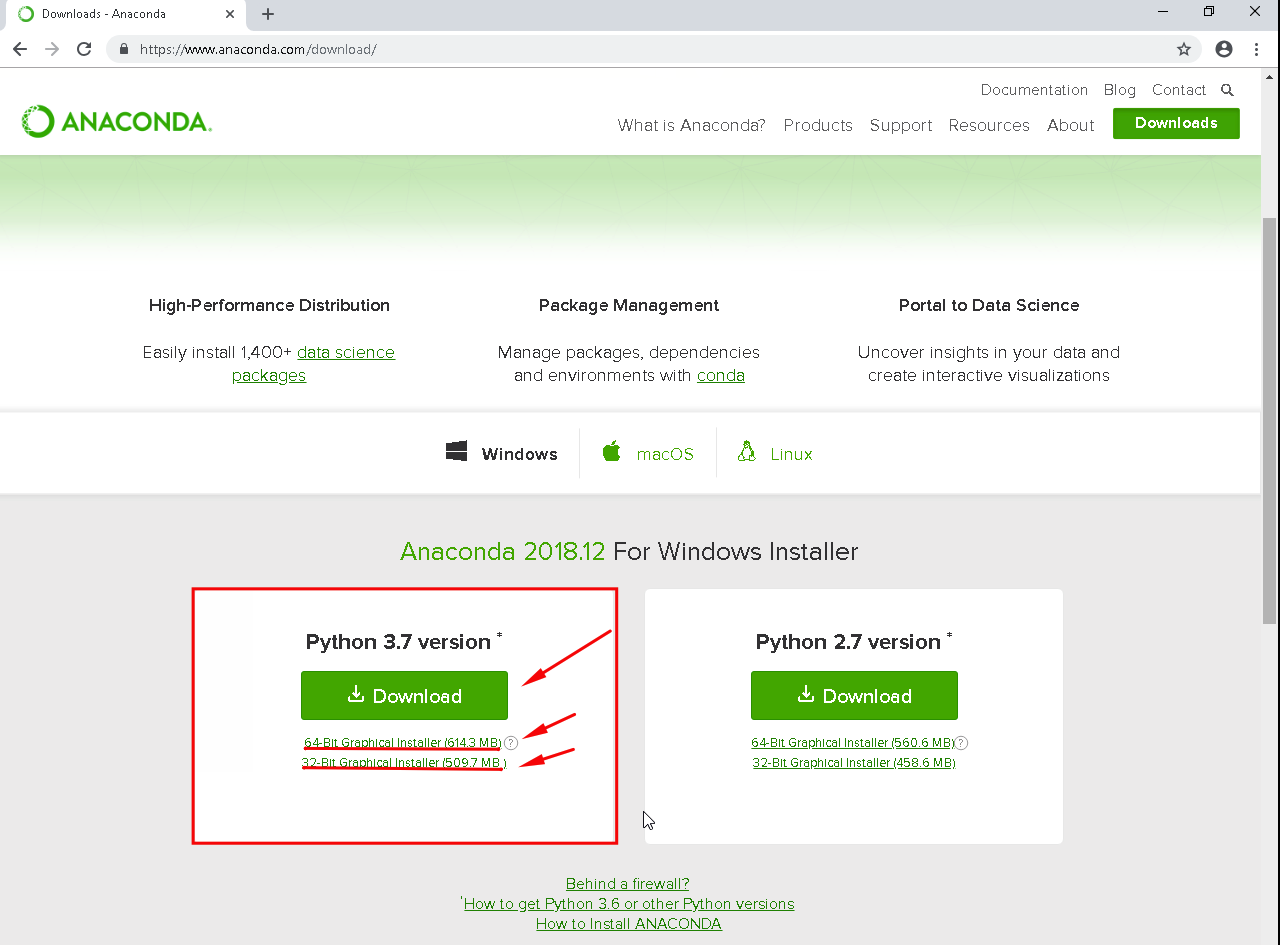 Downloads - Anaconda
https://www.anaconda.com/download/
Documentation Blog Contact
ANACONDA.
What is Anaconda? Products Support Resources About Downloads
High-Performance Distribution
Easily install 1,400+ data science
packages
Package Management
Manage packages, dependencies
and environments with conda
Portal to Data Science
Uncover insights in your data and
create interactive visualizations
Windows macOS Linux
Anaconda 2018.12 For Windows Installer
Python 3.7 version *
Download
64-Bit Graphical Installer (614.3 MB) ?
32-Bit Graphical Installer (509.7 MB )
Python 2.7 version *
Download
64-Bit Graphical Installer (560.6 MB) ?
32-Bit Graphical Installer (458.6 MB)
Behind a firewall?
*How to get Python 3.6 or other Python versions
How to Install ANACONDA